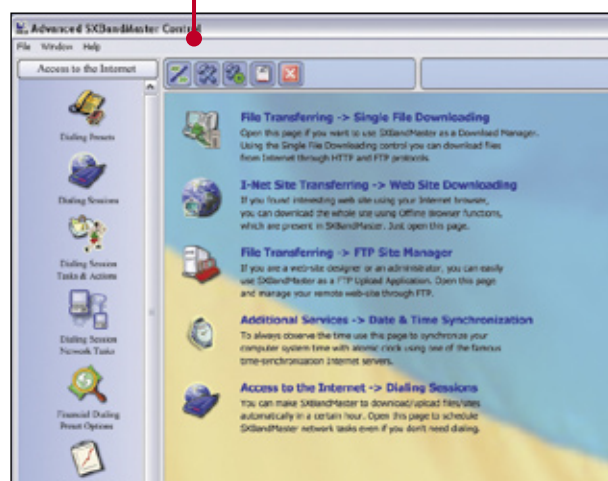 Advanced SXBandMaster Control
File Window Help
Access to the Internet
Dialing Presets
Dialing Sessions
Dialing Session
Tasks & Actions
Dialing Session
Network Tasks
Financial Dialing
Preset Options
File Transferring -> Single File Downloading
Open this page if you want to use SXBandMaster as a Download Manager.
Using the Single File Downloading control you can download files
from Internet through HTTP and FTP protocols.
I-Net Site Transferring -> Web Site Downloading
If you found interesting web site using your Internet browser,
you can download the whole site using Offline Browser functions,
which are present in SXBandMaster. Just open this page.
File Transferring -> FTP Site Manager
If you are a web-site designer or an administrator, you can easily
use SXBandMaster as a FTP Upload Application. Open this page
and manage your remote web-site through FTP.
Additional Services -> Date & Time Synchronization
To always observe the time use this page to synchronize your
computer system time with atomic clock using one of the famous
time-synchronization Internet servers.
Access to the Internet -> Dialing Sessions
You can make SXBandMaster to download/upload files/sites
automatically in a certain hour. Open this page to schedule
SXBandMaster network tasks even if you don't need dialing.